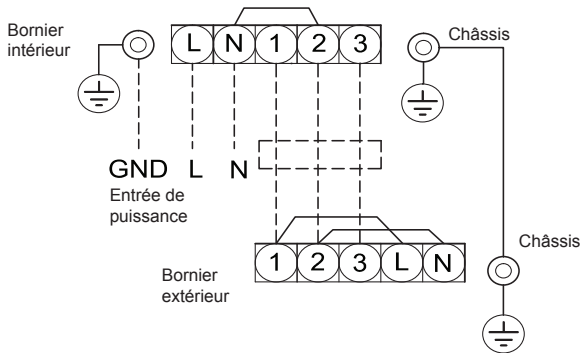 Bornier
intérieur
L N 1 2 3
Châssis
GND L N
Entrée de
puissance
1 2 3 L N
Châssis
Bornier
extérieur